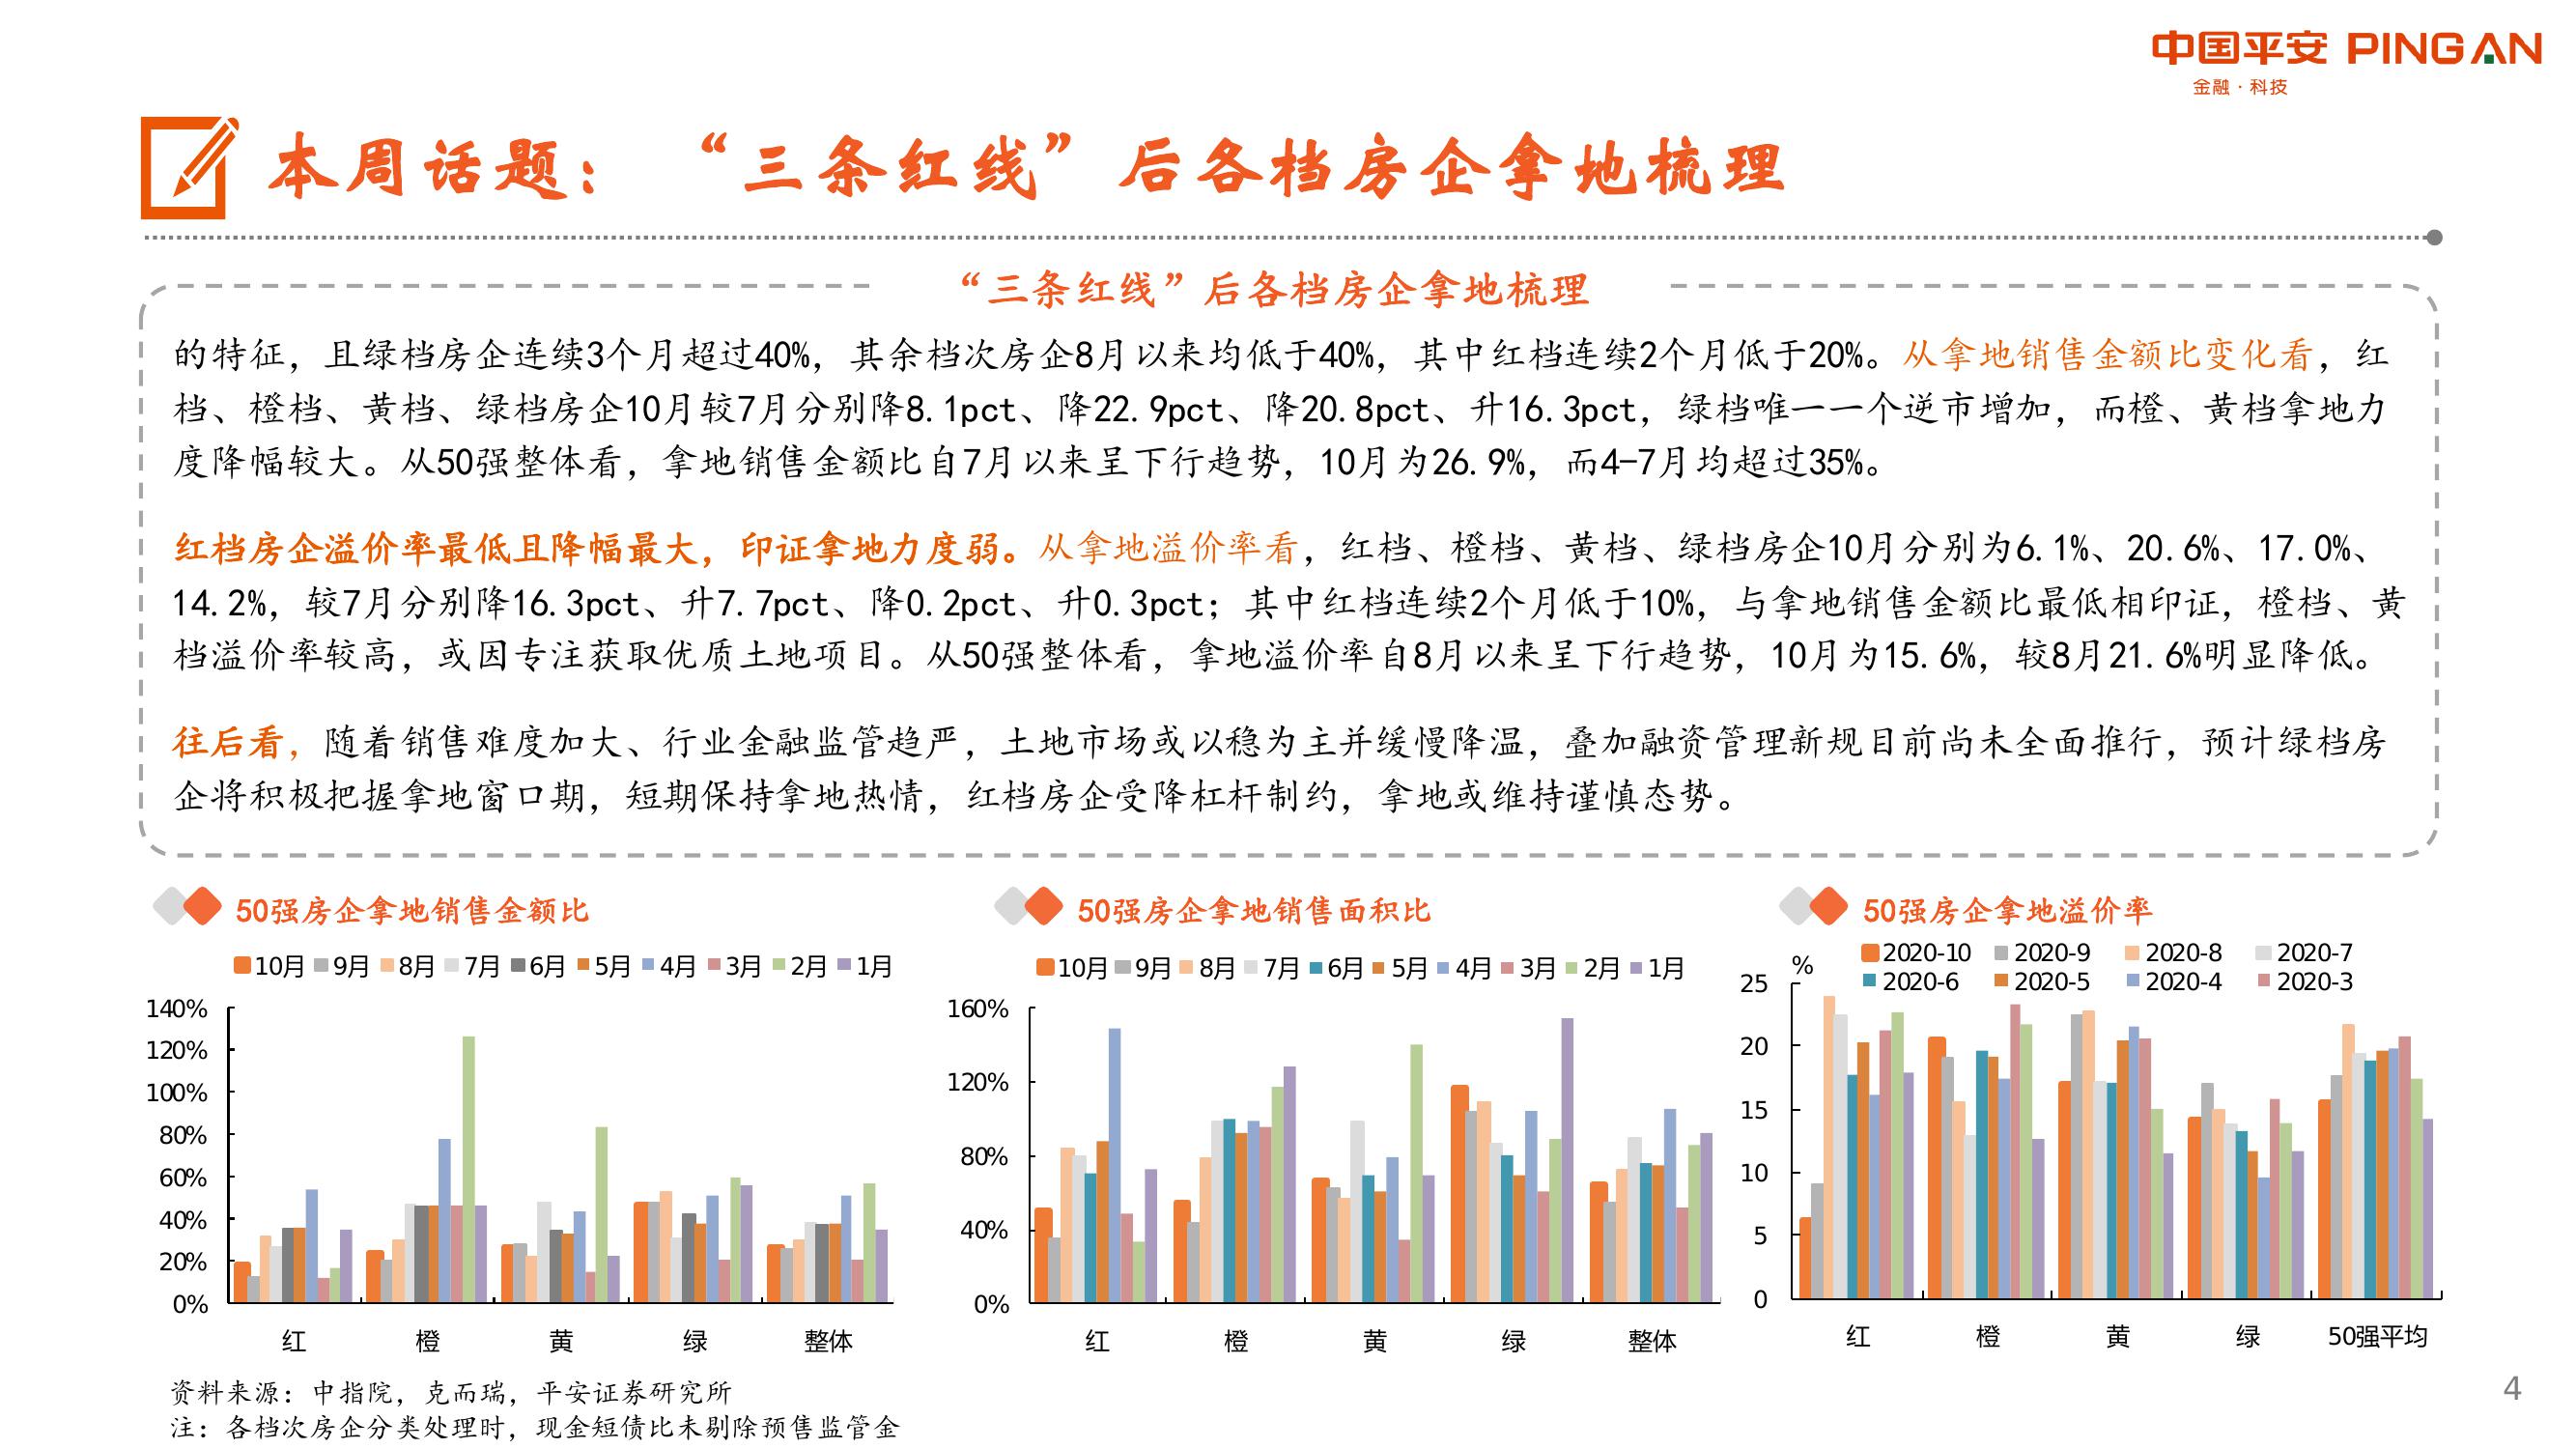 中国平安 PINGAN
金融·科技
本周话题：“三条红线”后各档房企拿地梳理
“三条红线”后各档房企拿地梳理
的特征，且绿档房企连续3个月超过40%，其余档次房企8月以来均低于40%，其中红档连续2个月低于20%。从拿地销售金额比变化看，红
档、橙档、黄档、绿档房企10月较7月分别降8.1pct、降22.9pct、降20.8pct、升16.3pct，绿档唯一一个逆市增加，而橙、黄档拿地力
度降幅较大。从50强整体看，拿地销售金额比自7月以来呈下行趋势，10月为26.9%，而4-7月均超过35%。
红档房企溢价率最低且降幅最大，印证拿地力度弱。从拿地溢价率看，红档、橙档、黄档、绿档房企10月分别为6.1%、20.6%、17.0%、
14.2%，较7月分别降16.3pct、升7.7pct、降0.2pct、升0.3pct；其中红档连续2个月低于10%，与拿地销售金额比最低相印证，橙档、黄
档溢价率较高，或因专注获取优质土地项目。从50强整体看，拿地溢价率自8月以来呈下行趋势，10月为15.6%，较8月21.6%明显降低。
往后看，随着销售难度加大、行业金融监管趋严，土地市场或以稳为主并缓慢降温，叠加融资管理新规目前尚未全面推行，预计绿档房
企将积极把握拿地窗口期，短期保持拿地热情，红档房企受降杠杆制约，拿地或维持谨慎态势。
50强房企拿地销售金额比
10月 9月 8月 7月 6月 5月 4月 3月 2月 1月
140%
120%
100%
80%
60%
40%
20%
0%
红 橙 黄 绿 整体
50强房企拿地销售面积比
10月 9月 8月 7月 6月 5月 4月 3月 2月 1月
160%
120%
80%
40%
0%
红 橙 黄 绿 整体
50强房企拿地溢价率
2020-10 2020-9 2020-8 2020-7
2020-6 2020-5 2020-4 2020-3
%
25
20
15
10
5
0
红 橙 黄 绿 50强平均
资料来源：中指院，克而瑞，平安证券研究所
注：各档次房企分类处理时，现金短债比未剔除预售监管金
4